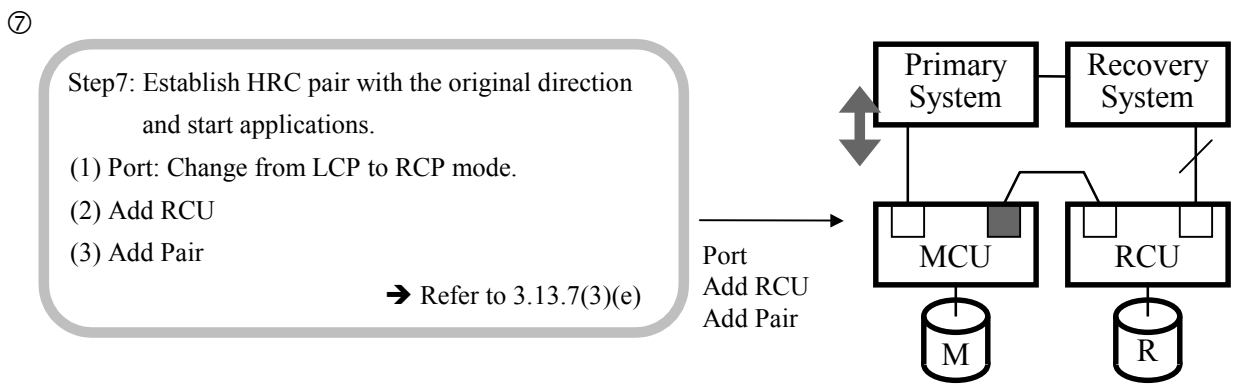 ⑦
Step7: Establish HRC pair with the original direction
and start applications.
(1) Port: Change from LCP to RCP mode.
(2) Add RCU
(3) Add Pair
➔ Refer to 3.13.7(3)(e)
Port
Add RCU
Add Pair
Primary
System
Recovery
System
MCU
RCU
M
R